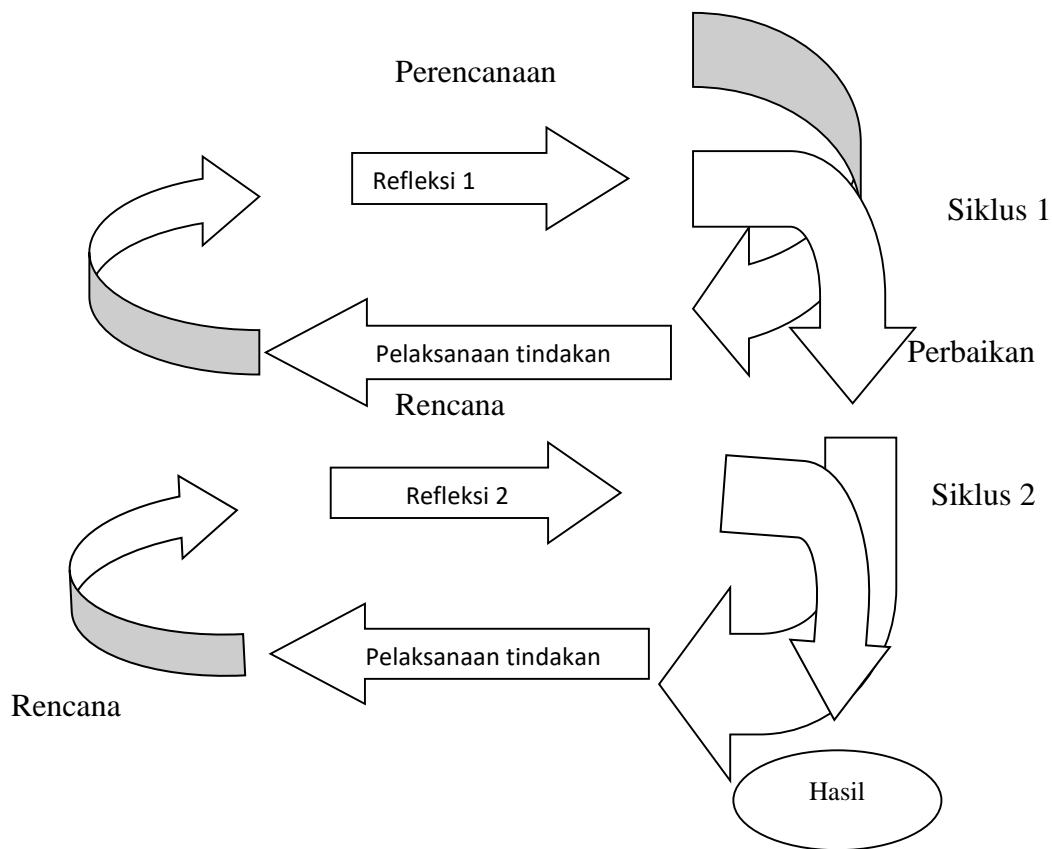 Perencanaan
Refleksi 1
Siklus 1
Pelaksanaan tindakan
Perbaikan
Rencana
Refleksi 2
Siklus 2
Pelaksanaan tindakan
Rencana
Hasil